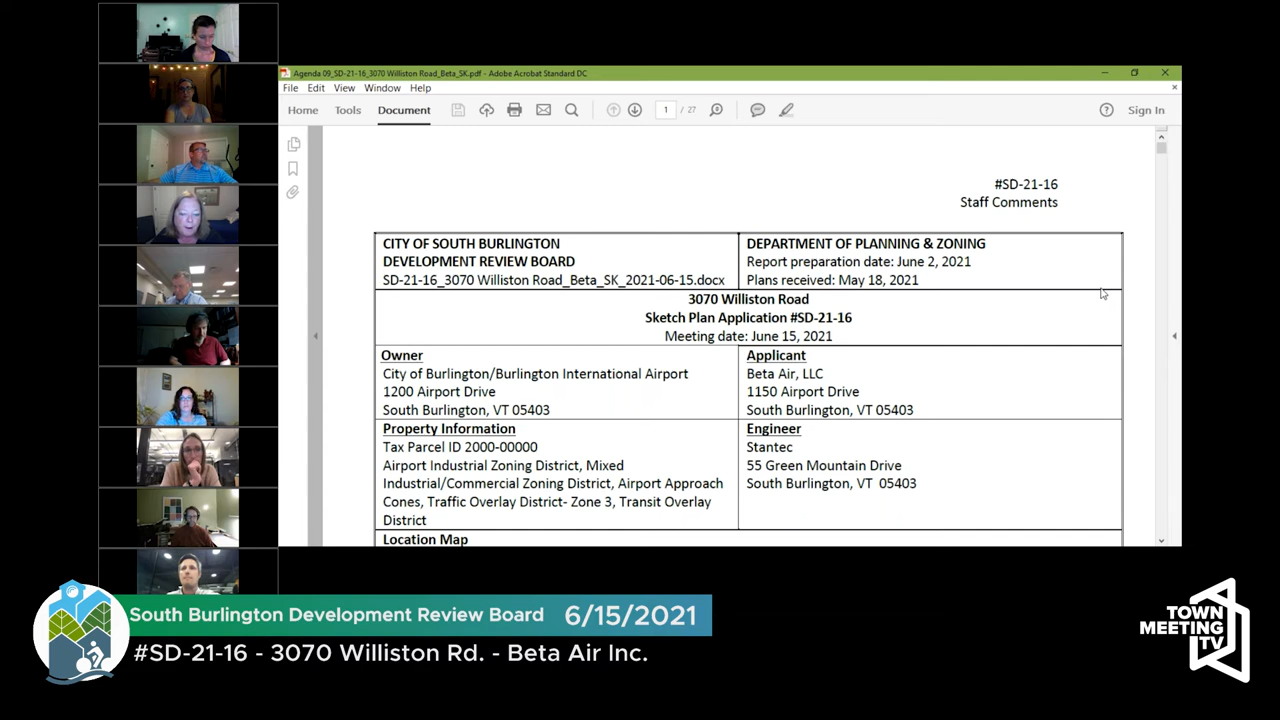 Agenda 09_SD-21-16_3070 Williston Road_Beta_SK.pdf - Adobe Acrobat Standard DC
File Edit View Window Help
Home Tools Document 1 / 27 Sign In
#SD-21-16
Staff Comments
CITY OF SOUTH BURLINGTON
DEVELOPMENT REVIEW BOARD
SD-21-16_3070 Williston Road_Beta_SK_2021-06-15.docx
DEPARTMENT OF PLANNING & ZONING
Report preparation date: June 2, 2021
Plans received: May 18, 2021
3070 Williston Road
Sketch Plan Application #SD-21-16
Meeting date: June 15, 2021
Owner
City of Burlington/Burlington International Airport
1200 Airport Drive
South Burlington, VT 05403
Applicant
Beta Air, LLC
1150 Airport Drive
South Burlington, VT 05403
Property Information
Tax Parcel ID 2000-00000
Airport Industrial Zoning District, Mixed
Industrial/Commercial Zoning District, Airport Approach
Cones, Traffic Overlay District- Zone 3, Transit Overlay
District
Engineer
Stantec
55 Green Mountain Drive
South Burlington, VT 05403
Location Map
South Burlington Development Review Board 6/15/2021
#SD-21-16 - 3070 Williston Rd. - Beta Air Inc.
TOWN
MEETING
TV